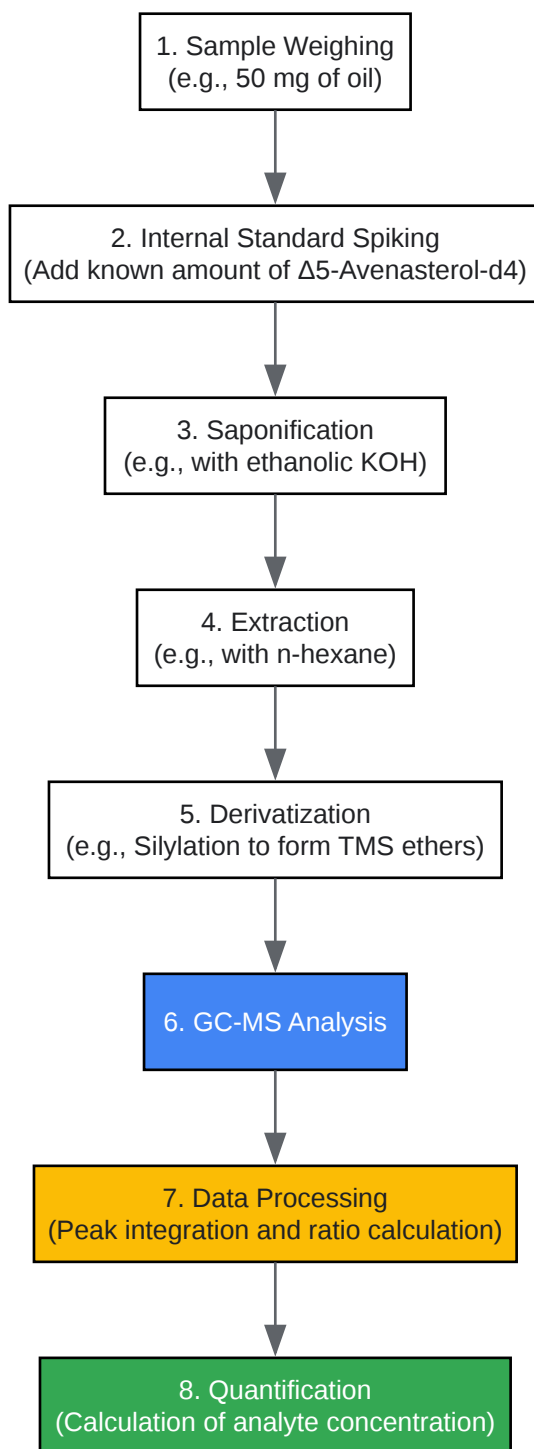 1. Sample Weighing
(e.g., 50 mg of oil)
2. Internal Standard Spiking
(Add known amount of Δ5-Avenasterol-d4)
3. Saponification
(e.g., with ethanolic KOH)
4. Extraction
(e.g., with n-hexane)
5. Derivatization
(e.g., Silylation to form TMS ethers)
6. GC-MS Analysis
7. Data Processing
(Peak integration and ratio calculation)
8. Quantification
(Calculation of analyte concentration)